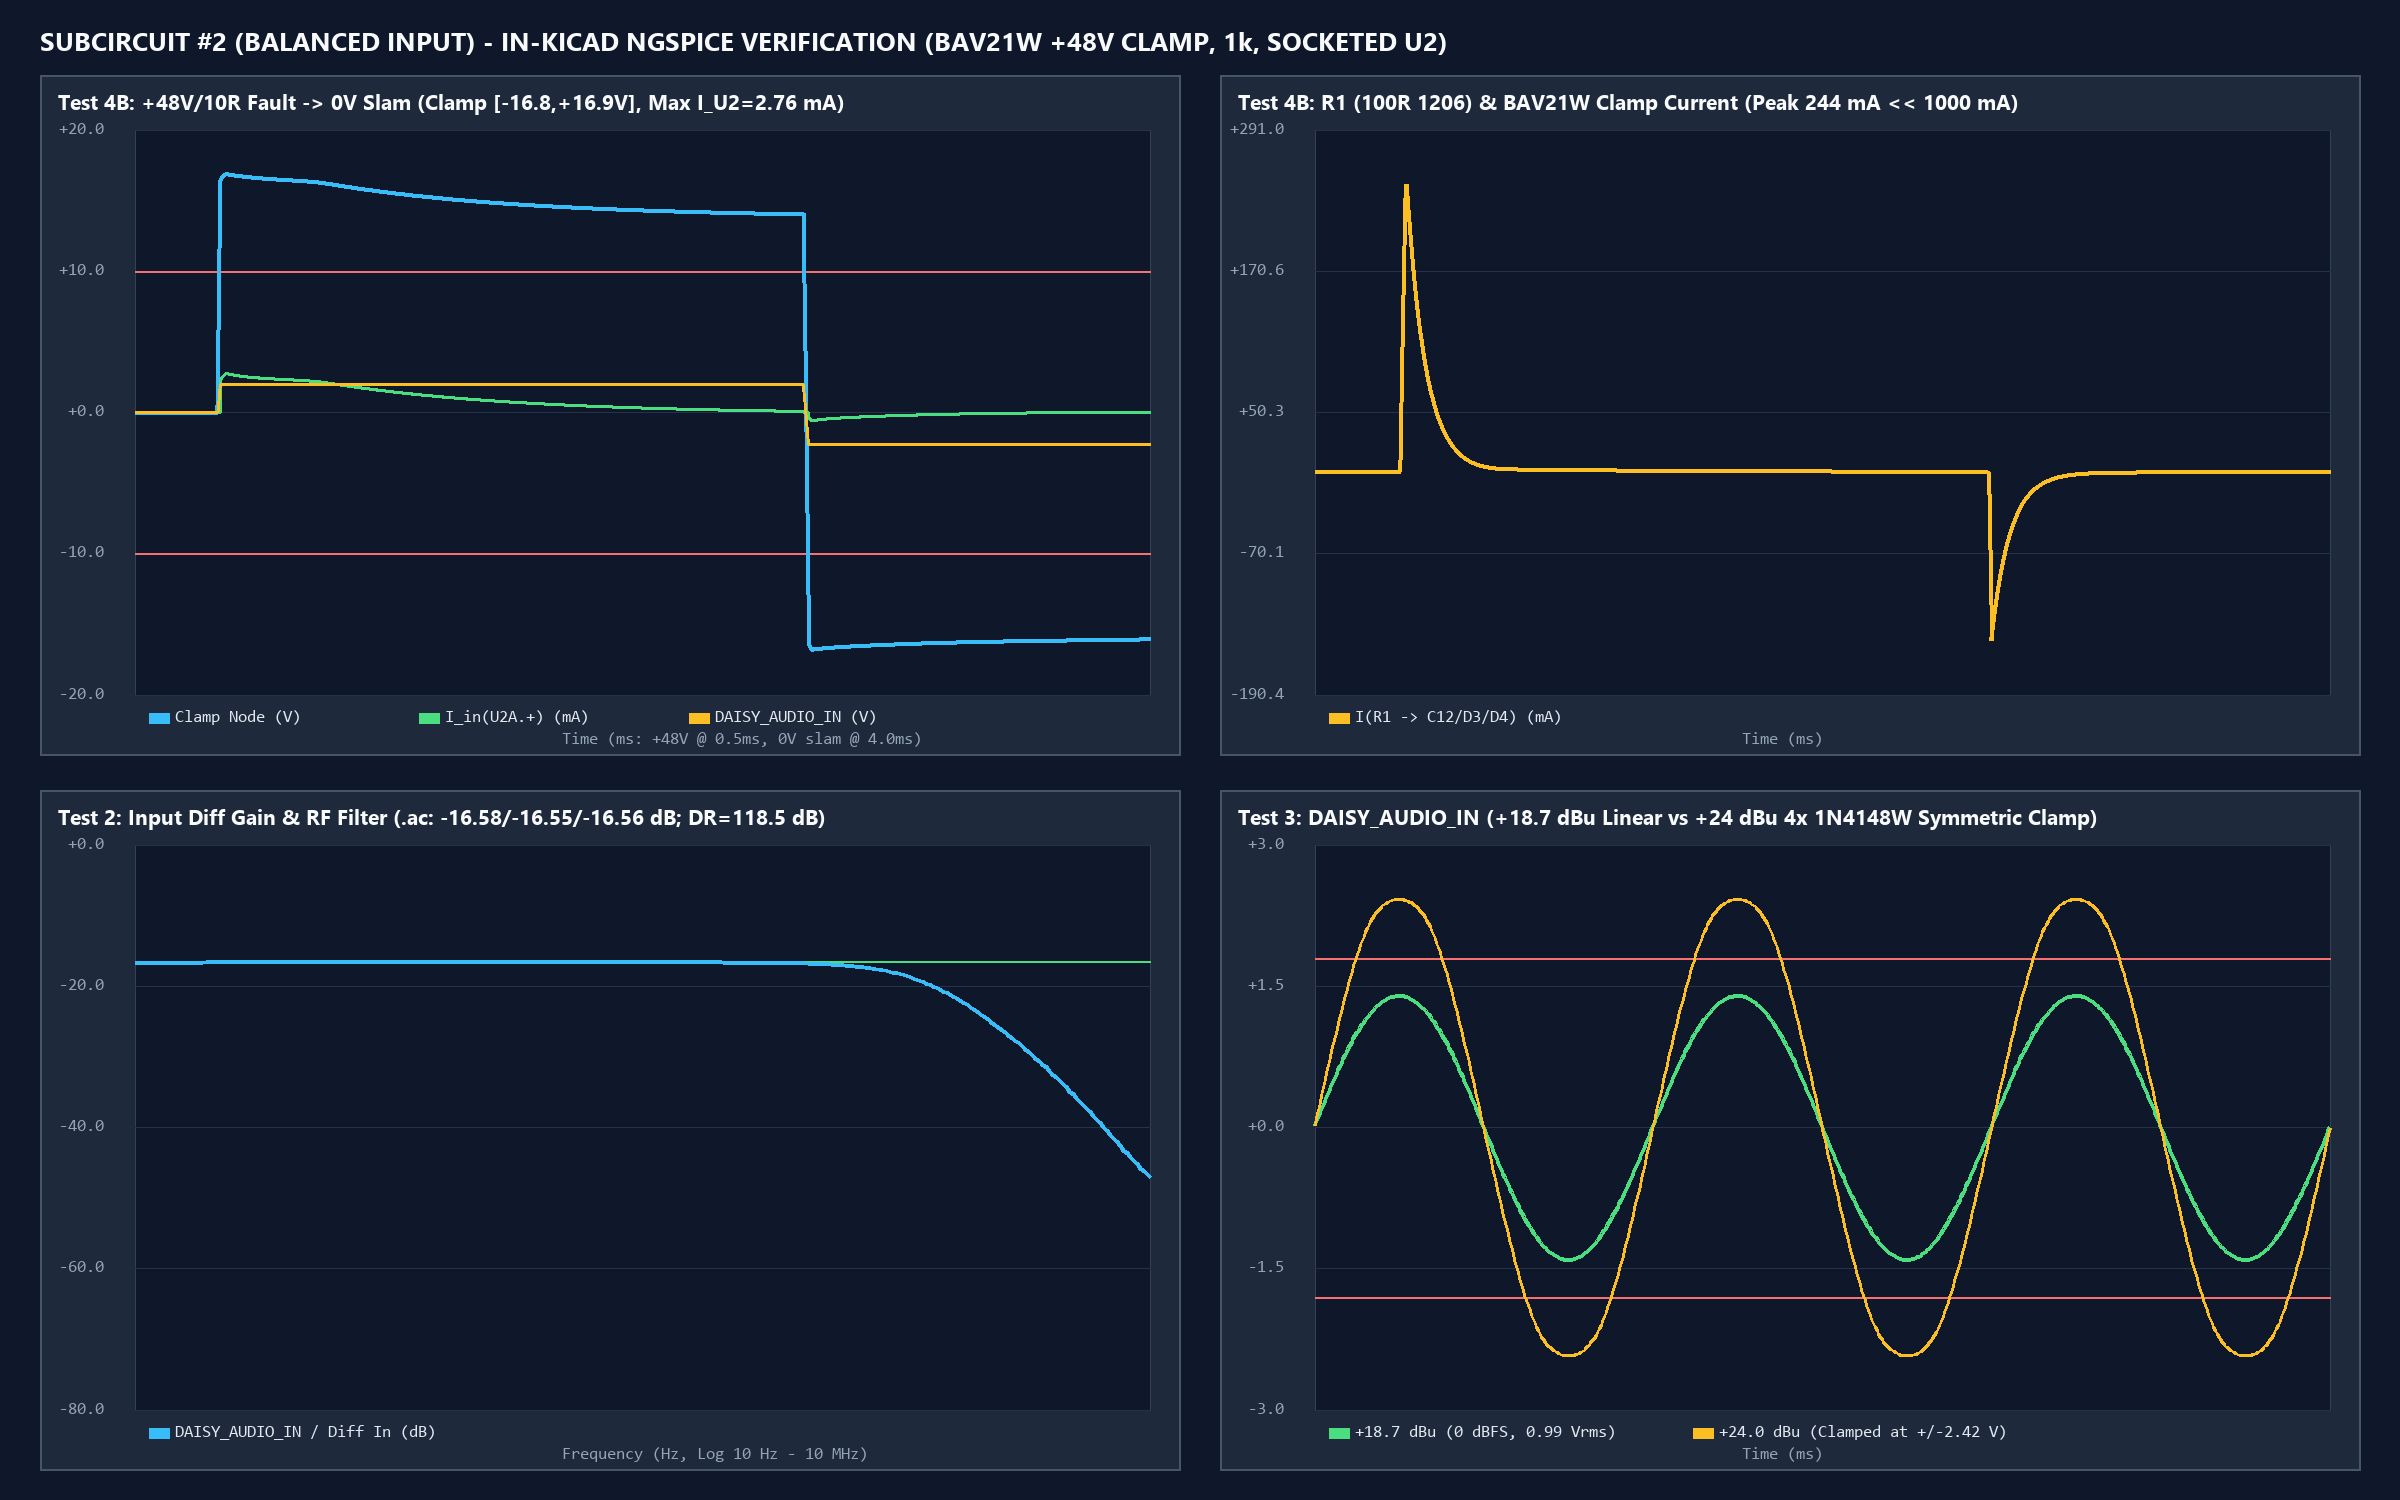 SUBCIRCUIT #2 (BALANCED INPUT) - IN-KICAD NGSPICE VERIFICATION (BAV21W +48V CLAMP, 1k, SOCKETED U2)
Test 4B: +48V/10R Fault -> 0V Slam (Clamp [-16.8,+16.9V], Max I_U2=2.76 mA)
+20.0
+10.0
+0.0
-10.0
-20.0
Clamp Node (V)
I_in(U2A.+) (mA)
DAISY_AUDIO_IN (V)
Time (ms: +48V @ 0.5ms, 0V slam @ 4.0ms)
Test 4B: R1 (100R 1206) & BAV21W Clamp Current (Peak 244 mA << 1000 mA)
+291.0
+170.6
+50.3
-70.1
-190.4
I(R1 -> C12/D3/D4) (mA)
Time (ms)
Test 2: Input Diff Gain & RF Filter (.ac: -16.58/-16.55/-16.56 dB; DR=118.5 dB)
+0.0
-20.0
-40.0
-60.0
-80.0
DAISY_AUDIO_IN / Diff In (dB)
Frequency (Hz, Log 10 Hz - 10 MHz)
Test 3: DAISY_AUDIO_IN (+18.7 dBu Linear vs +24 dBu 4x 1N4148W Symmetric Clamp)
+3.0
+1.5
+0.0
-1.5
-3.0
+18.7 dBu (0 dBFS, 0.99 Vrms)
+24.0 dBu (Clamped at +/-2.42 V)
Time (ms)